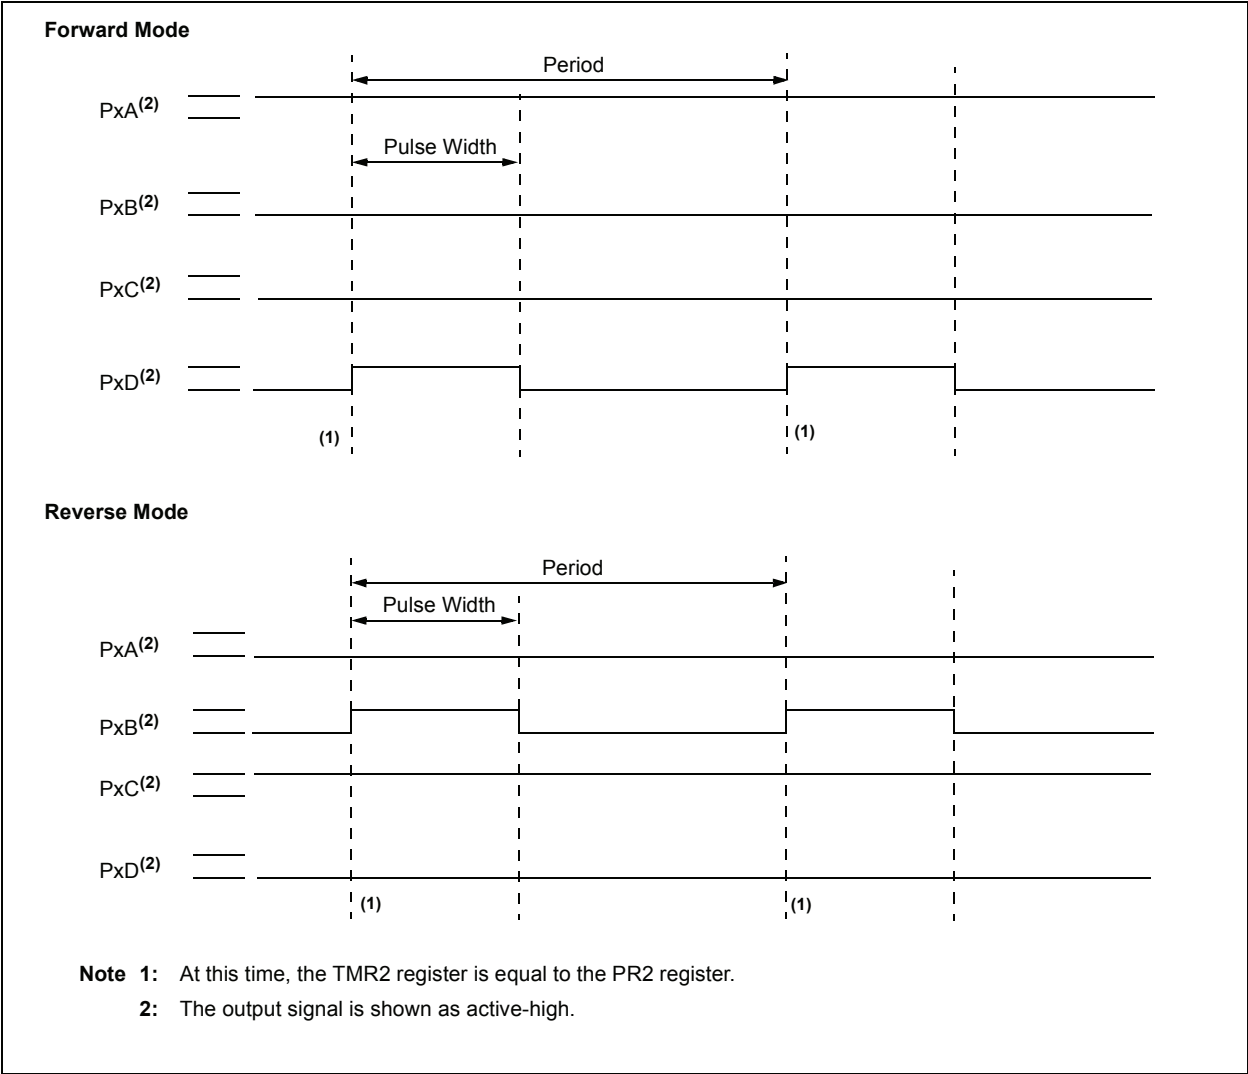 Forward Mode
Period
PxA(2)
Pulse Width
PxB(2)
PxC(2)
PxD(2)
(1) (1)
Reverse Mode
Period
Pulse Width
PxA(2)
PxB(2)
PxC(2)
PxD(2)
(1) (1)
Note 1: At this time, the TMR2 register is equal to the PR2 register.
2: The output signal is shown as active-high.